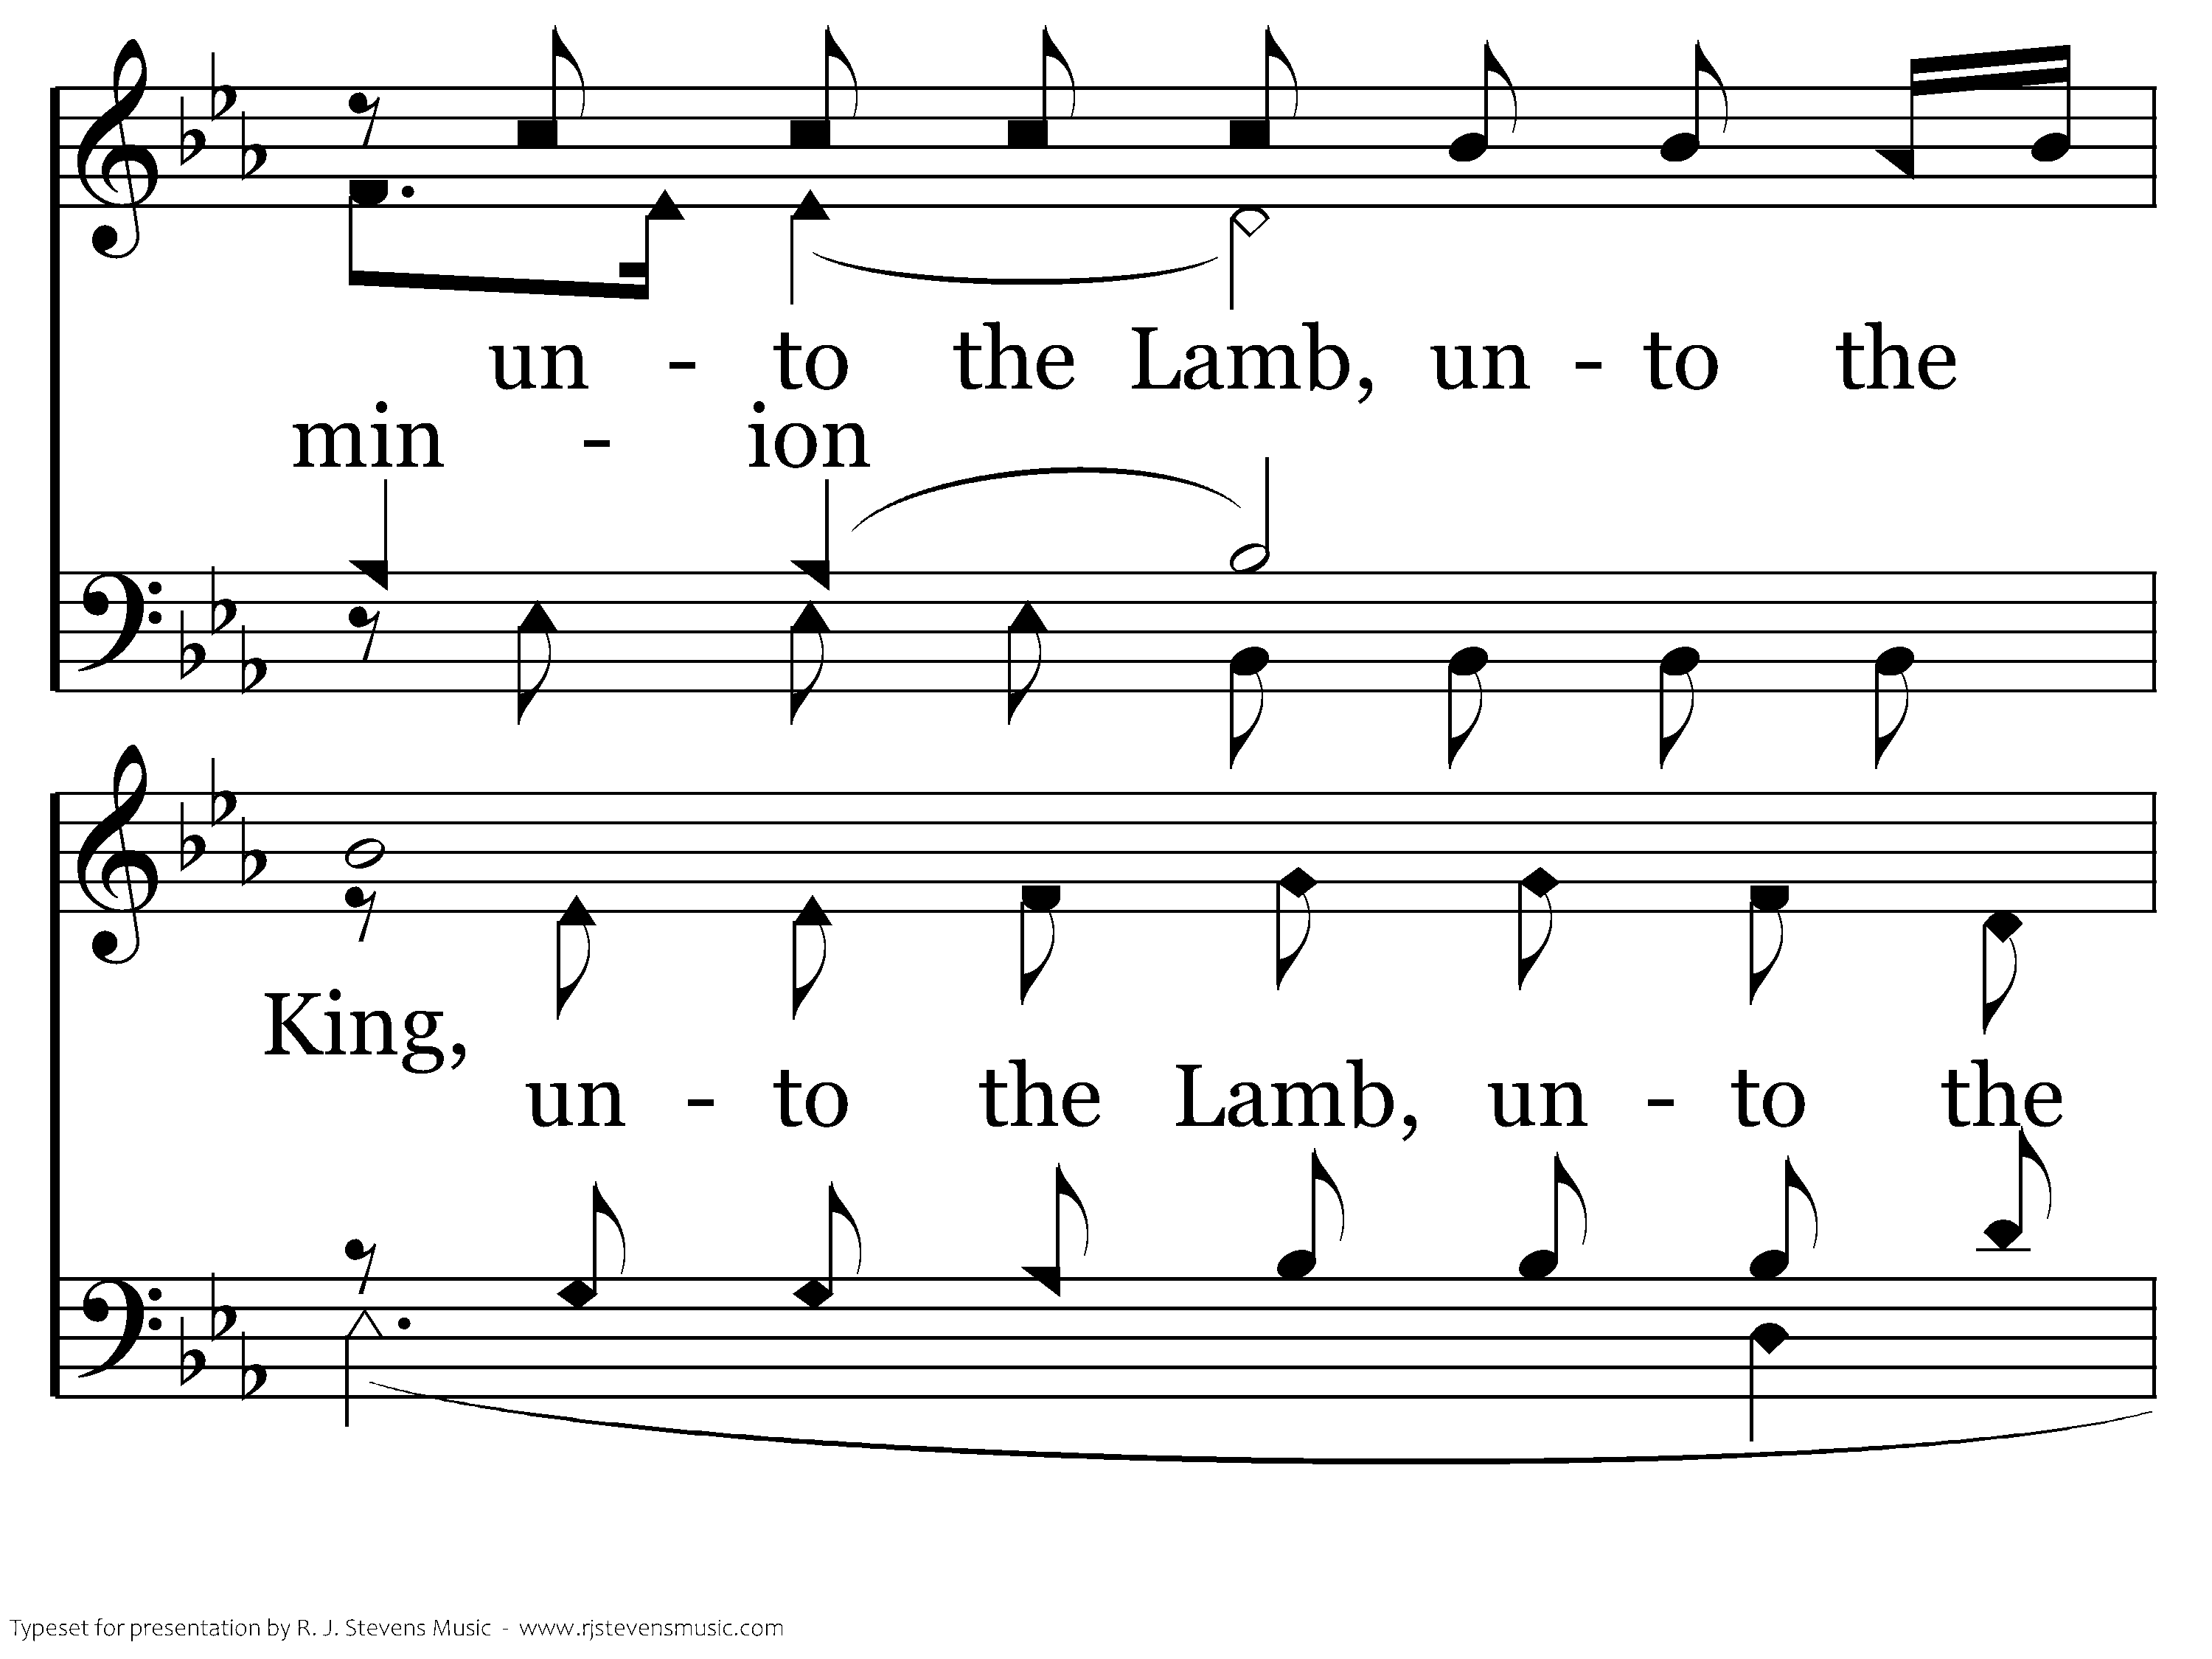 un - to the Lamb, un - to the
min - ion
King,
un - to the Lamb, un - to the
Typeset for presentation by R. J. Stevens Music - www.rjstevensmusic.com